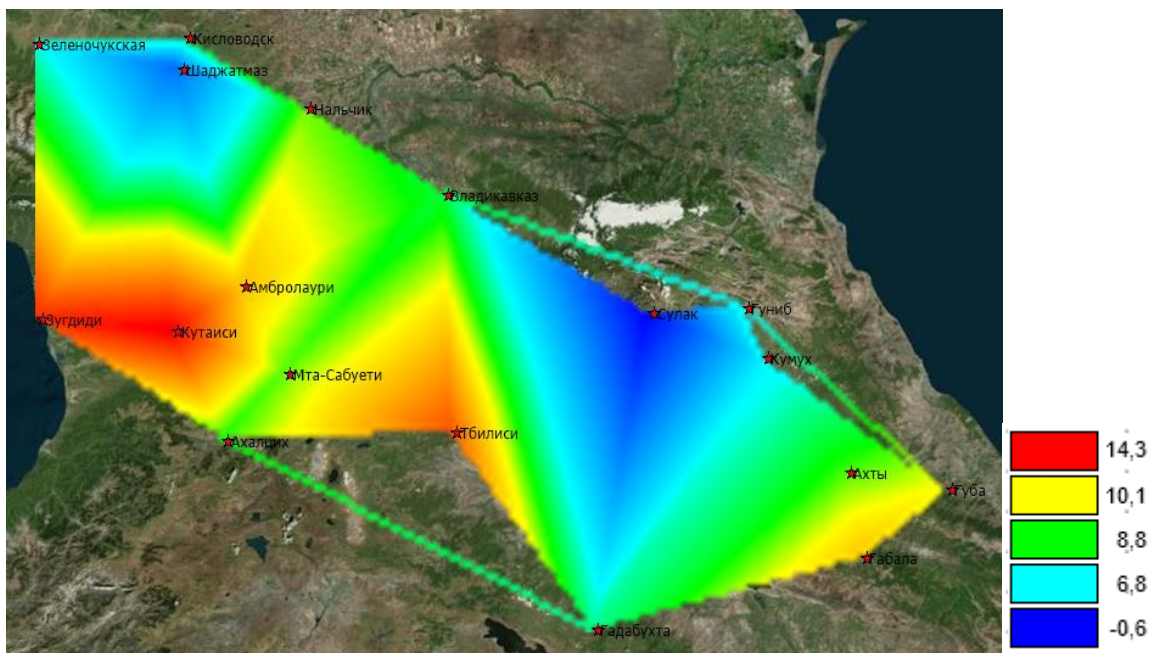 Зеленочукская
Кисловодск
Шаджатмаз
Нальчик
Владикавказ
Амбролаури
Зугдиди
Кутаиси
Сулак
Гуниб
Кумух
Мта-Сабуети
Ахалцих
Тбилиси
Ахты
Губа
Габала
Гадабухта
14,3
10,1
8,8
6,8
-0,6